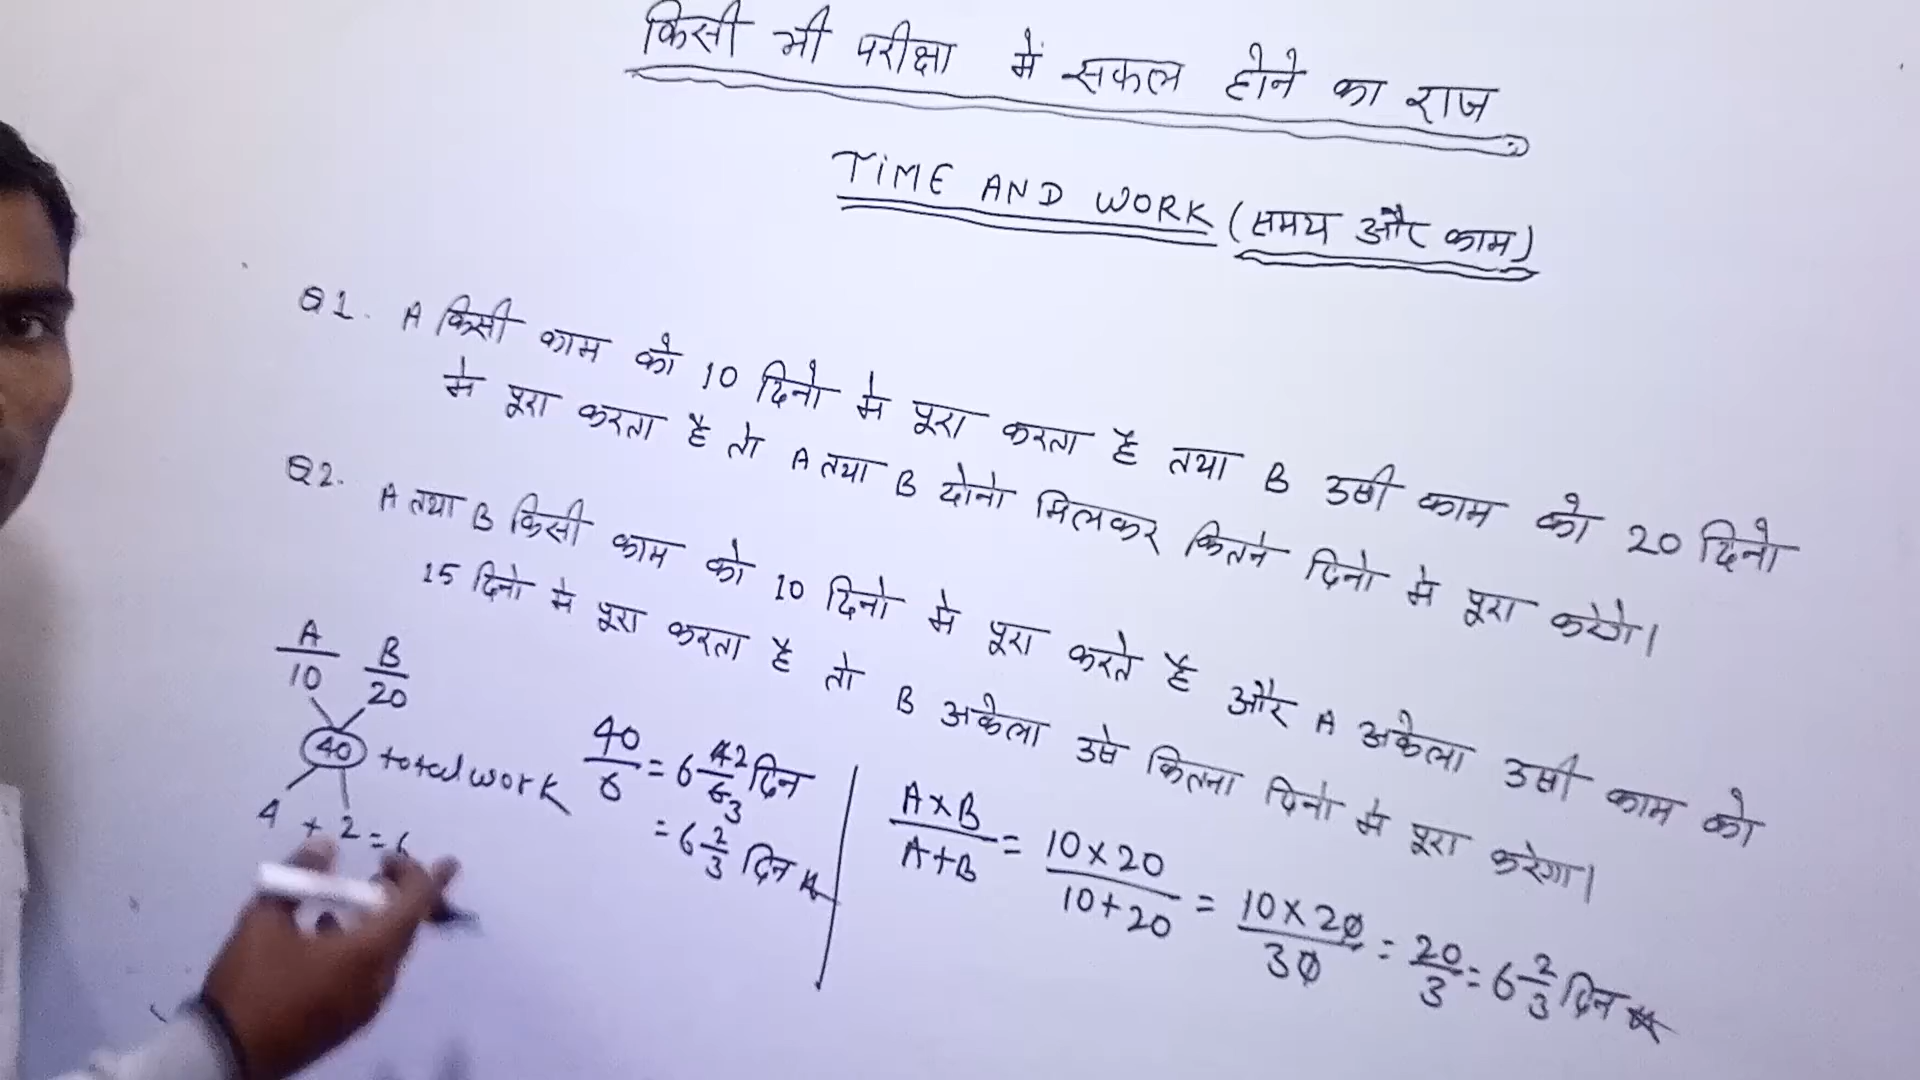 किसी भी परीक्षा में सफल होने का राज
TIME AND WORK (समय और काम)
Q1. A किसी काम को 10 दिनो मे पूरा करता है तथा B उसी काम को 20 दिनो
मे पूरा करता है तो A तथा B दोनो मिलकर कितने दिनो मे पूरा करेगे।
Q2. A तथा B किसी काम को 10 दिनो मे पूरा करते है और A अकेला उसी काम को
15 दिनो मे पूरा करता है तो B अकेला उसे कितना दिनो मे पूरा करेगा।
A/10 B/20
40 total work
4 + 2 = 6
40/6 = 6 4/6 2/3 दिन
= 6 2/3 दिन
A×B/A+B = 10×20/10+20 = 10×20/30 = 20/3 = 6 2/3 दिन